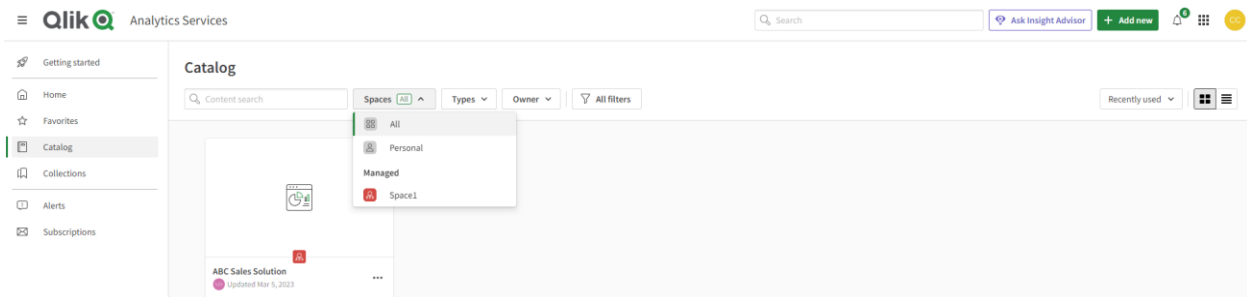 Qlik
Analytics Services
Search
Ask Insight Advisor
+ Add new
6
CC
Getting started
Home
Favorites
Catalog
Collections
Alerts
Subscriptions
Catalog
Content search
Spaces All
Types
Owner
All filters
Recently used
All
Personal
Managed
Space1
ABC Sales Solution
Updated Mar 5, 2023